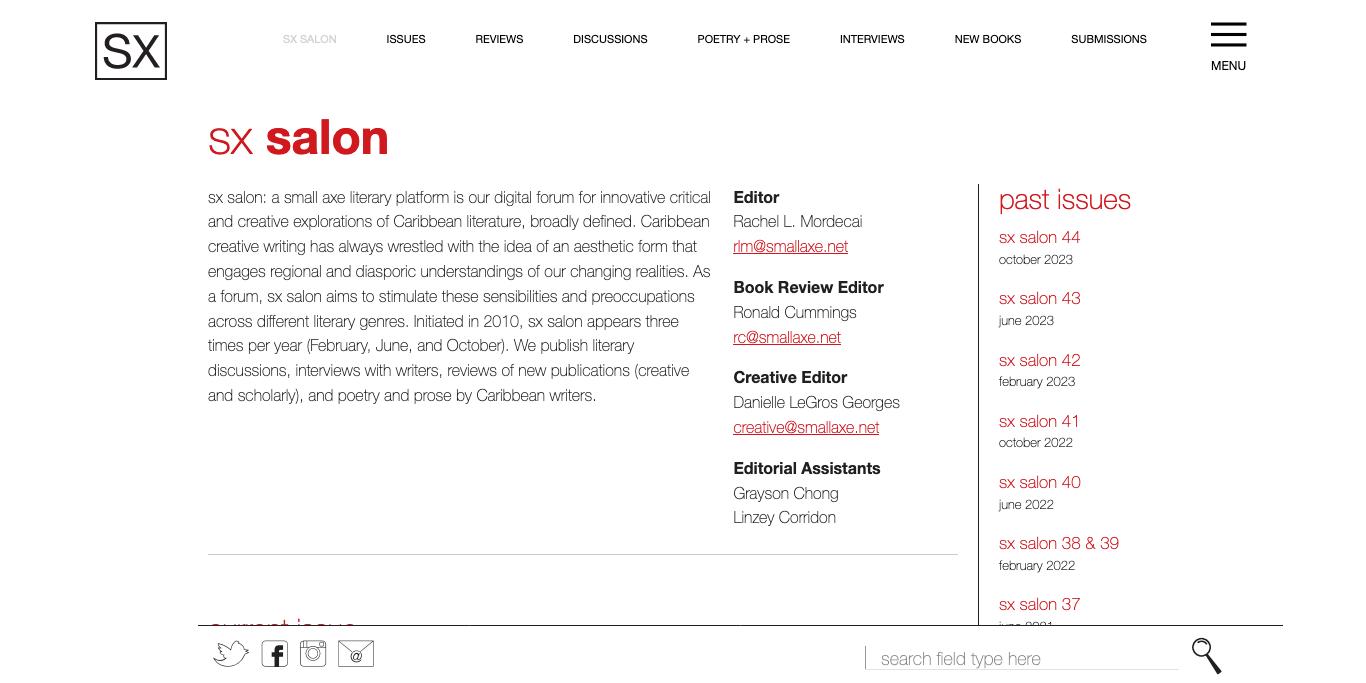 SX
SX SALON
ISSUES
REVIEWS
DISCUSSIONS
POETRY + PROSE
INTERVIEWS
NEW BOOKS
SUBMISSIONS
MENU
sx salon
sx salon: a small axe literary platform is our digital forum for innovative critical
and creative explorations of Caribbean literature, broadly defined. Caribbean
creative writing has always wrestled with the idea of an aesthetic form that
engages regional and diasporic understandings of our changing realities. As
a forum, sx salon aims to stimulate these sensibilities and preoccupations
across different literary genres. Initiated in 2010, sx salon appears three
times per year (February, June, and October). We publish literary
discussions, interviews with writers, reviews of new publications (creative
and scholarly), and poetry and prose by Caribbean writers.
Editor
Rachel L. Mordecai
rlm@smallaxe.net
Book Review Editor
Ronald Cummings
rc@smallaxe.net
Creative Editor
Danielle LeGros Georges
creative@smallaxe.net
Editorial Assistants
Grayson Chong
Linzey Corridon
past issues
sx salon 44
october 2023
sx salon 43
june 2023
sx salon 42
february 2023
sx salon 41
october 2022
sx salon 40
june 2022
sx salon 38 & 39
february 2022
sx salon 37
june 2021
current issue
@
search field type here